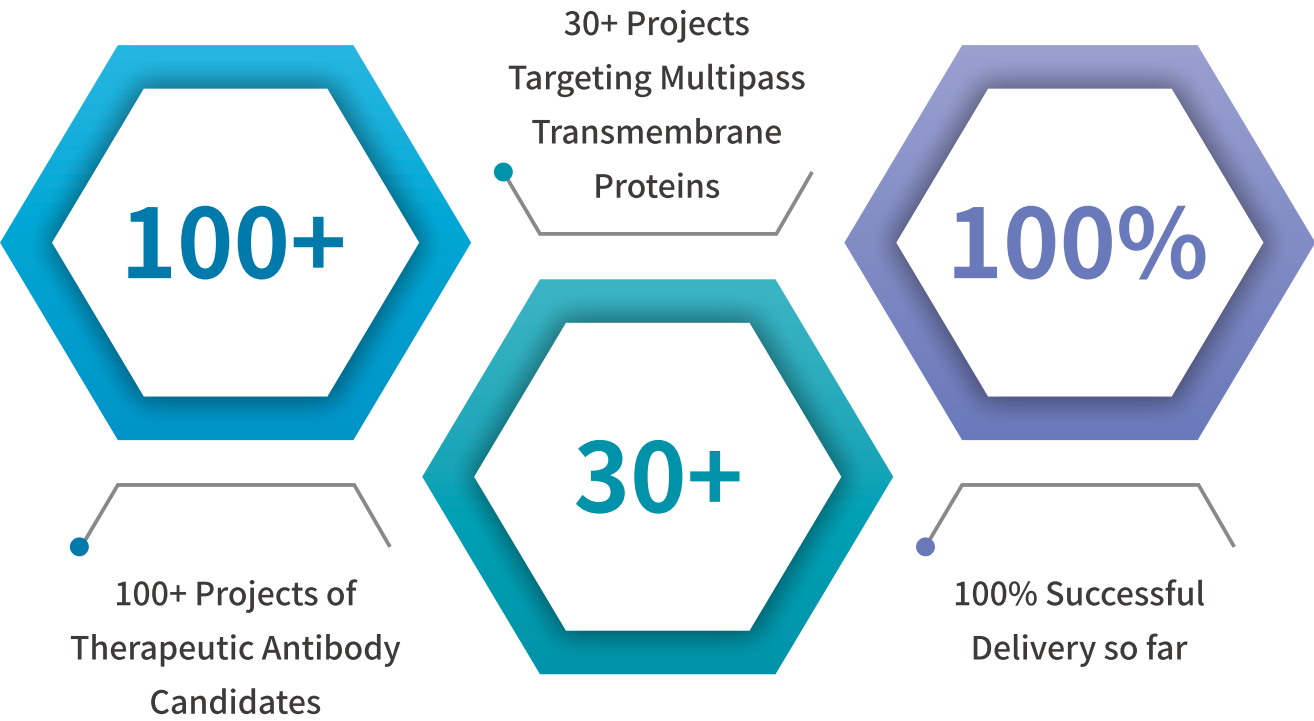 100+
100+ Projects of
Therapeutic Antibody
Candidates
30+ Projects
Targeting Multipass
Transmembrane
Proteins
30+
100%
100% Successful
Delivery so far